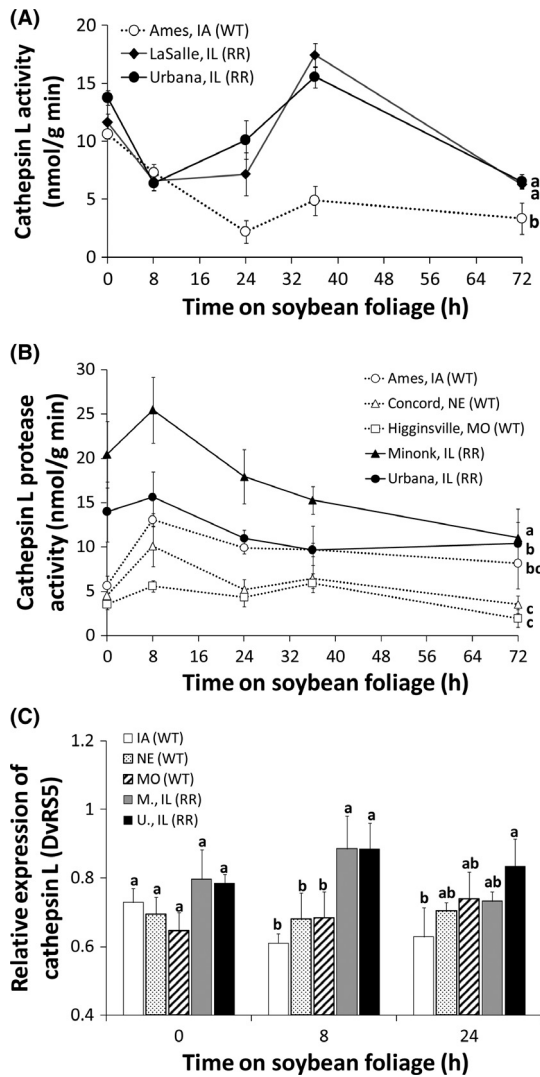 (A)
Ames, IA (WT)
LaSalle, IL (RR)
Urbana, IL (RR)
Cathepsin L activity
(nmol/g min)
20
15
10
5
0
a
a
b
0 8 16 24 32 40 48 56 64 72
Time on soybean foliage (h)
(B)
Ames, IA (WT)
Concord, NE (WT)
Higginsville, MO (WT)
Minonk, IL (RR)
Urbana, IL (RR)
Cathepsin L protease
activity (nmol/g min)
30
25
20
15
10
5
0
a
b
bc
c
c
0 8 16 24 32 40 48 56 64 72
Time on soybean foliage (h)
(C)
IA (WT)
NE (WT)
MO (WT)
M., IL (RR)
U., IL (RR)
Relative expression of
cathepsin L (DvRS5)
1.2
1
0.8
0.6
0.4
a a a a a
b b b a a
b ab ab ab a
0 8 24
Time on soybean foliage (h)